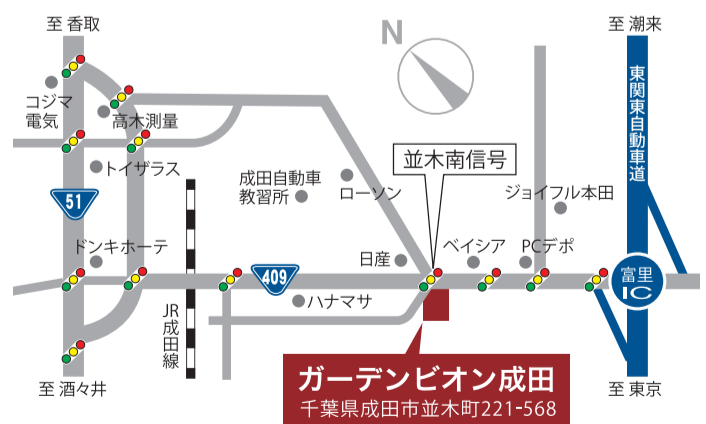 至 香取
至 潮来
N
コジマ
電気
高木測量
東関東自動車道
並木南信号
トイザラス
成田自動車
教習所
ローソン
ジョイフル本田
51
ドンキホーテ
日産
ベイシア
PCデポ
409
富里
IC
ハナマサ
JR成田線
ガーデンビオン成田
千葉県成田市並木町221-568
至 酒々井
至 東京